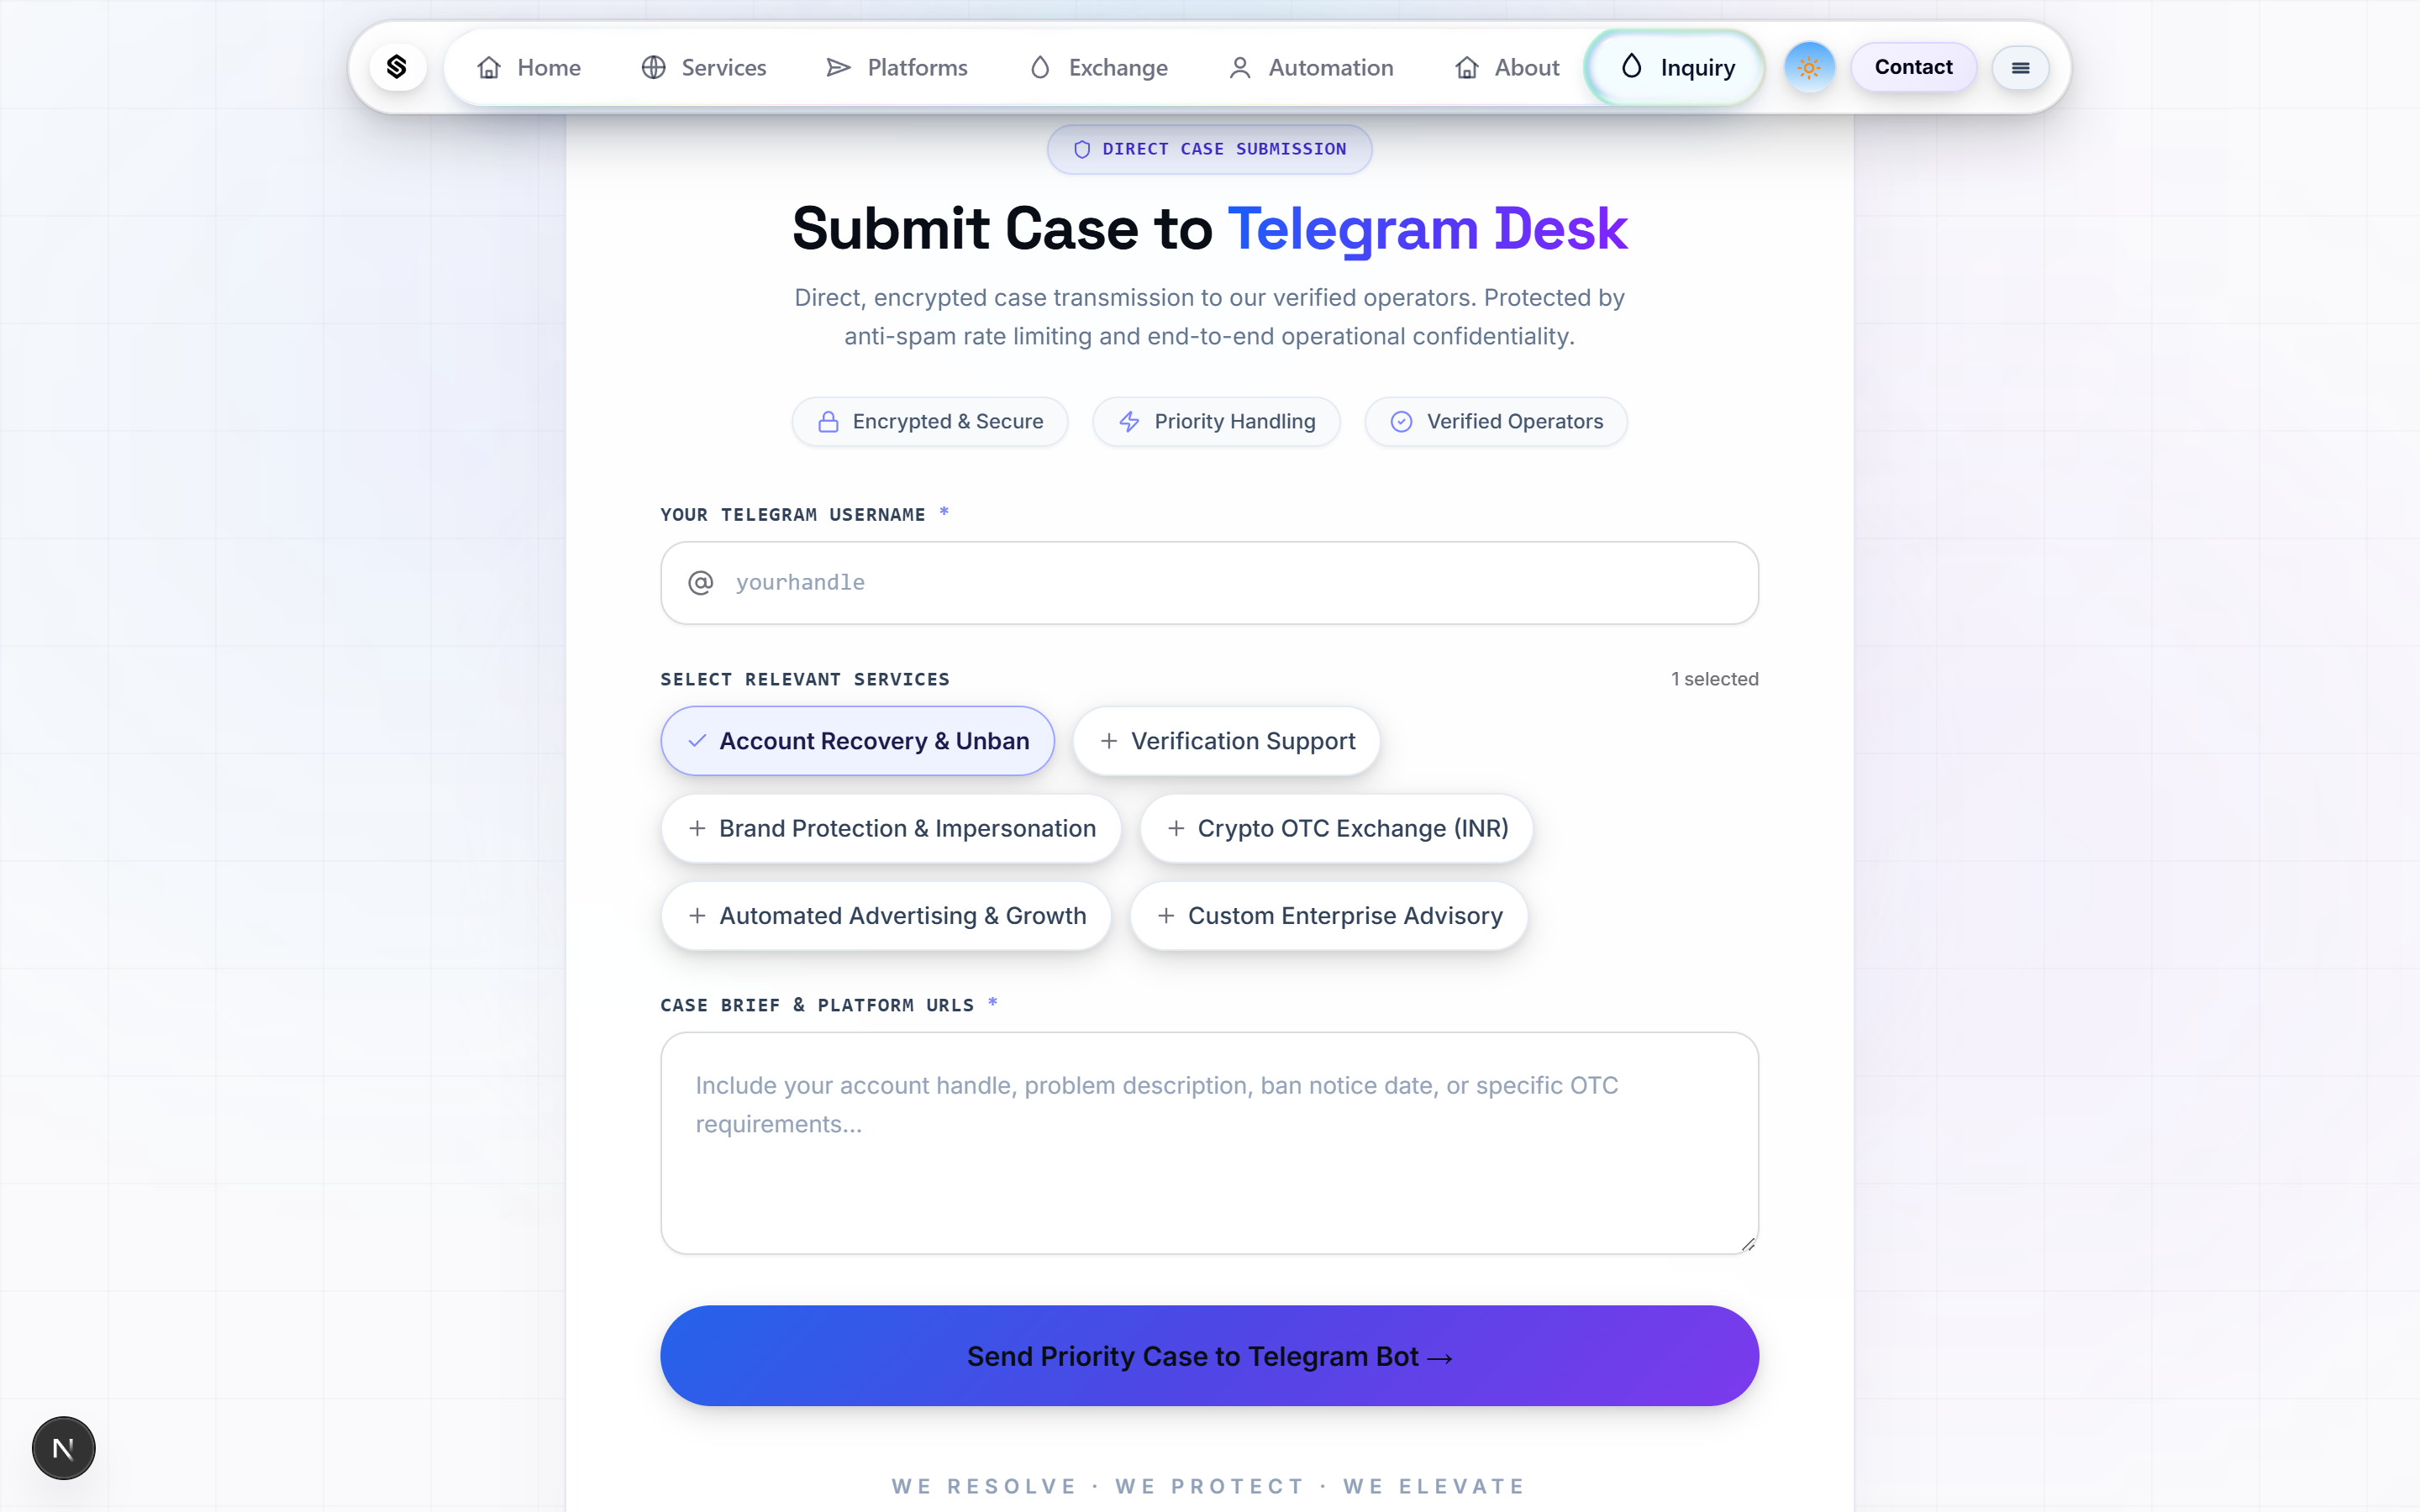 Home Services Platforms Exchange Automation About Inquiry Contact
DIRECT CASE SUBMISSION
Submit Case to Telegram Desk
Direct, encrypted case transmission to our verified operators. Protected by
anti-spam rate limiting and end-to-end operational confidentiality.
Encrypted & Secure Priority Handling Verified Operators
YOUR TELEGRAM USERNAME *
@ yourhandle
SELECT RELEVANT SERVICES 1 selected
Account Recovery & Unban + Verification Support
+ Brand Protection & Impersonation + Crypto OTC Exchange (INR)
+ Automated Advertising & Growth + Custom Enterprise Advisory
CASE BRIEF & PLATFORM URLS *
Include your account handle, problem description, ban notice date, or specific OTC
requirements...
Send Priority Case to Telegram Bot →
N
WE RESOLVE · WE PROTECT · WE ELEVATE